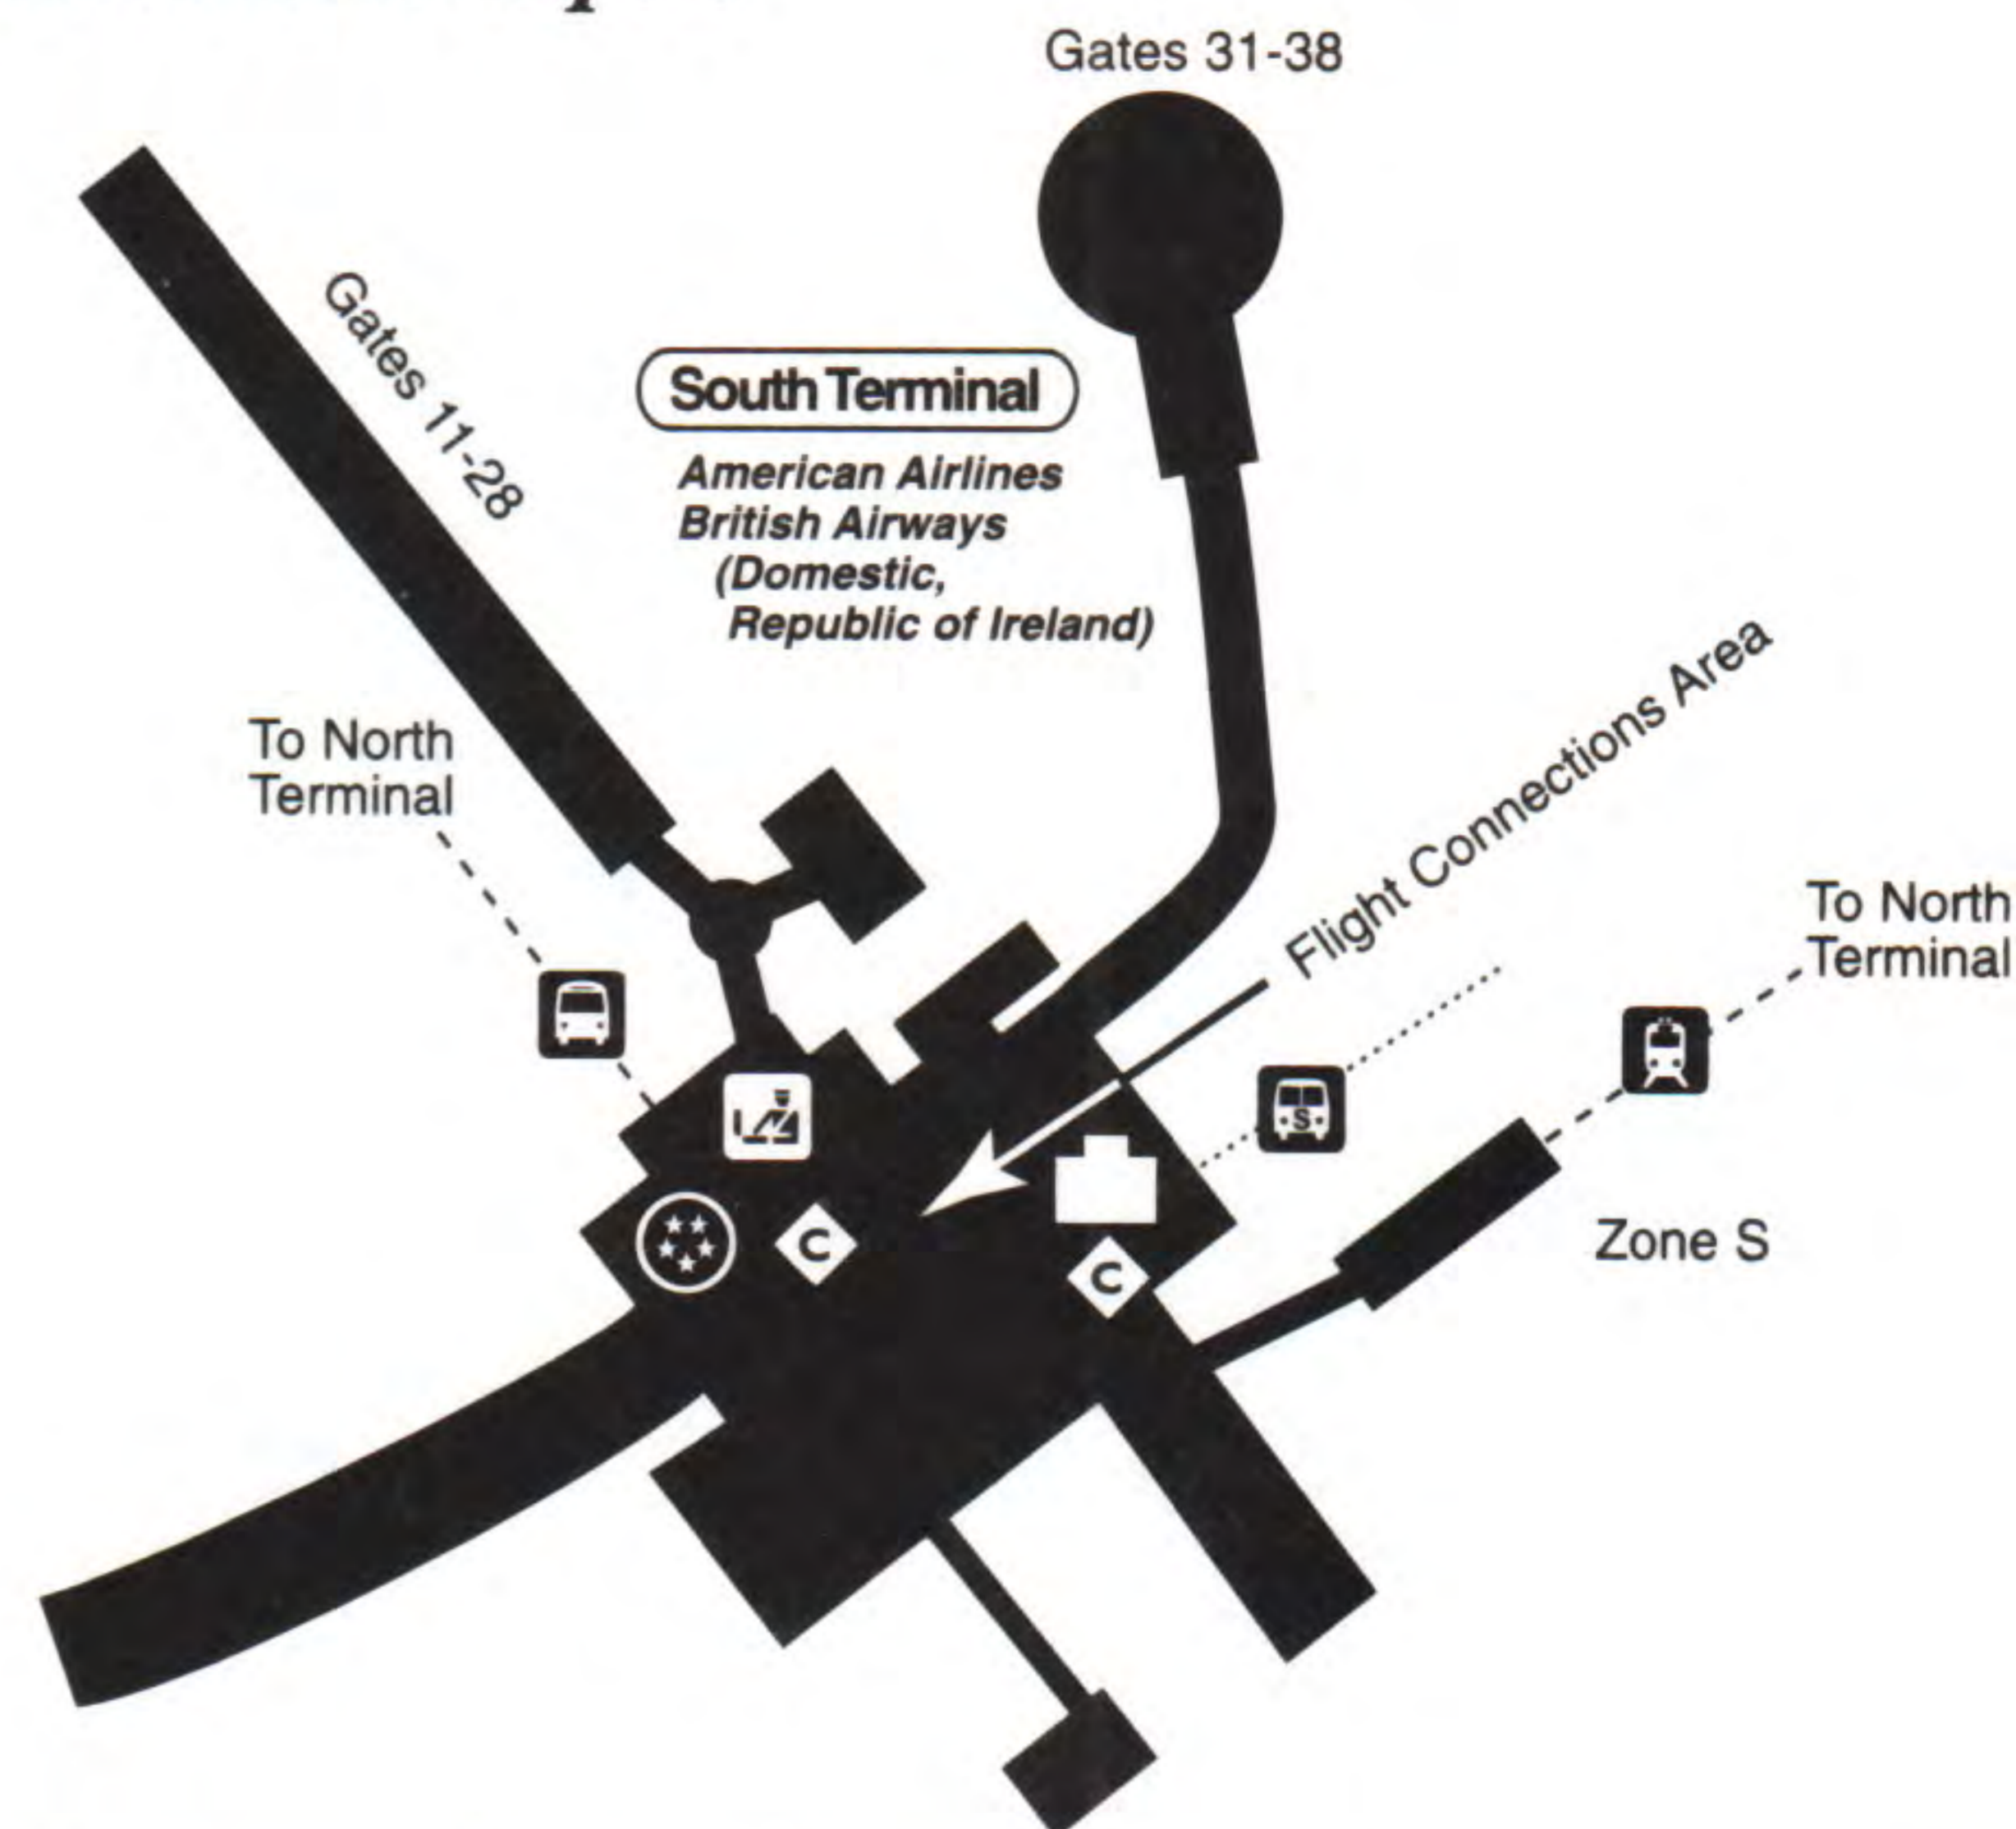 Gates 31-38
Gates 11-28
South Terminal
American Airlines
British Airways
(Domestic,
Republic of Ireland)
To North
Terminal
Flight Connections Area
To North
Terminal
S
Zone S
C
C